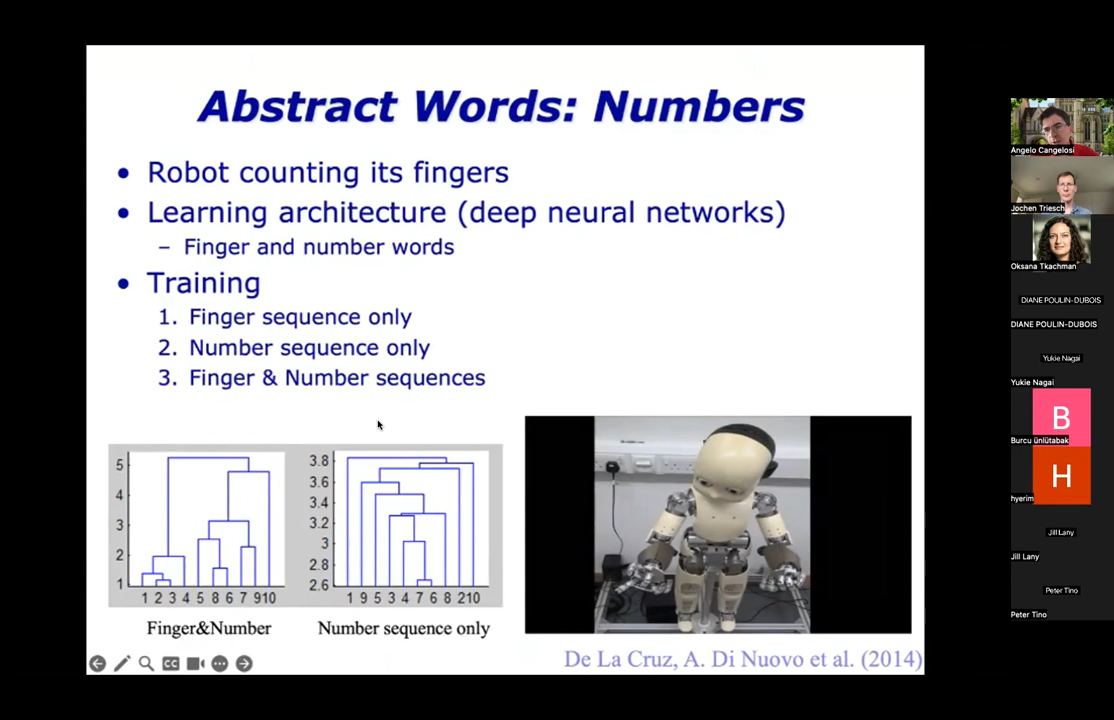 Abstract Words: Numbers
• Robot counting its fingers
• Learning architecture (deep neural networks)
– Finger and number words
• Training
1. Finger sequence only
2. Number sequence only
3. Finger & Number sequences
5
4
3
2
1
1 2 3 4 5 8 6 7 9 10
Finger&Number
3.8
3.6
3.4
3.2
3
2.8
2.6
1 9 5 3 4 7 6 8 2 10
Number sequence only
De La Cruz, A. Di Nuovo et al. (2014)
CC
Angelo Cangelosi
Jochen Triesch
Oksana Tkachman
DIANE POULIN-DUBOIS
DIANE POULIN-DUBOIS
Yukie Nagai
Yukie Nagai
B
Burcu ünlütabak
H
hyerim
Jill Lany
Jill Lany
Peter Tino
Peter Tino